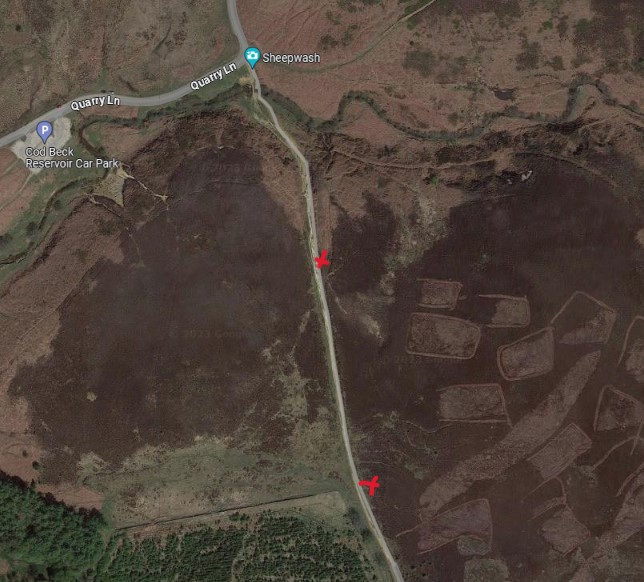 Sheepwash
Quarry Ln
Quarry Ln
P
Cod Beck
Reservoir Car Park